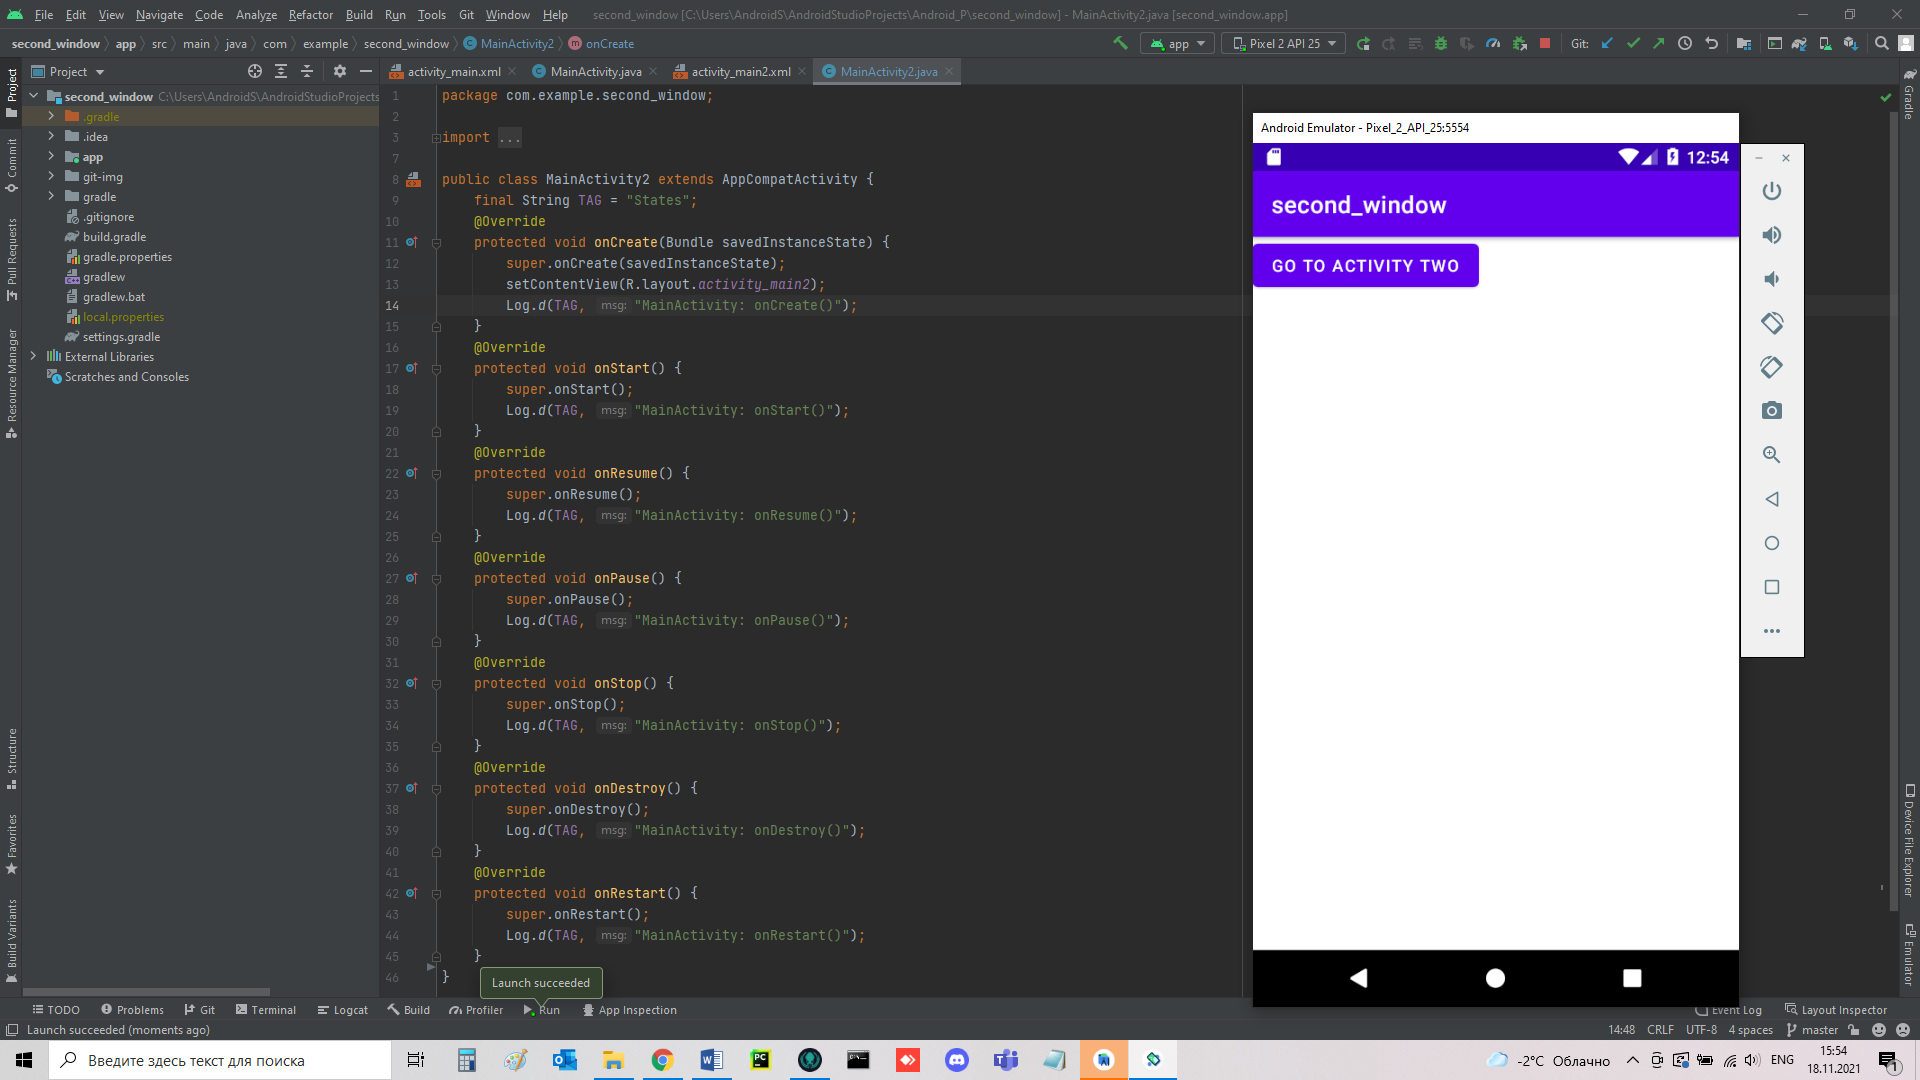 File Edit View Navigate Code Analyze Refactor Build Run Tools Git Window Help second_window [C:\Users\AndroidS\AndroidStudioProjects\Android_P\second_window] - MainActivity2.java [second_window.app]
second_window app src main java com example second_window MainActivity2 onCreate app Pixel 2 API 25 Git:
Project
activity_main.xml MainActivity.java activity_main2.xml MainActivity2.java
second_window C:\Users\AndroidS\AndroidStudioProjects
.gradle
.idea
app
git-img
gradle
.gitignore
build.gradle
gradle.properties
gradlew
gradlew.bat
local.properties
settings.gradle
External Libraries
Scratches and Consoles
Project
Commit
Pull Requests
Resource Manager
Structure
Favorites
Build Variants
1 package com.example.second_window;
2
3 import ...
7
8 public class MainActivity2 extends AppCompatActivity {
9 final String TAG = "States";
10 @Override
11 protected void onCreate(Bundle savedInstanceState) {
12 super.onCreate(savedInstanceState);
13 setContentView(R.layout.activity_main2);
14 Log.d(TAG, msg: "MainActivity: onCreate()");
15 }
16 @Override
17 protected void onStart() {
18 super.onStart();
19 Log.d(TAG, msg: "MainActivity: onStart()");
20 }
21 @Override
22 protected void onResume() {
23 super.onResume();
24 Log.d(TAG, msg: "MainActivity: onResume()");
25 }
26 @Override
27 protected void onPause() {
28 super.onPause();
29 Log.d(TAG, msg: "MainActivity: onPause()");
30 }
31 @Override
32 protected void onStop() {
33 super.onStop();
34 Log.d(TAG, msg: "MainActivity: onStop()");
35 }
36 @Override
37 protected void onDestroy() {
38 super.onDestroy();
39 Log.d(TAG, msg: "MainActivity: onDestroy()");
40 }
41 @Override
42 protected void onRestart() {
43 super.onRestart();
44 Log.d(TAG, msg: "MainActivity: onRestart()");
45 }
46 }
Android Emulator - Pixel_2_API_25:5554
12:54
second_window
GO TO ACTIVITY TWO
Gradle
Device File Explorer
Emulator
Launch succeeded
TODO Problems Git Terminal Logcat Build Profiler Run App Inspection Event Log Layout Inspector
Launch succeeded (moments ago) 14:48 CRLF UTF-8 4 spaces master
Введите здесь текст для поиска
-2°C Облачно ENG
15:54
18.11.2021
1